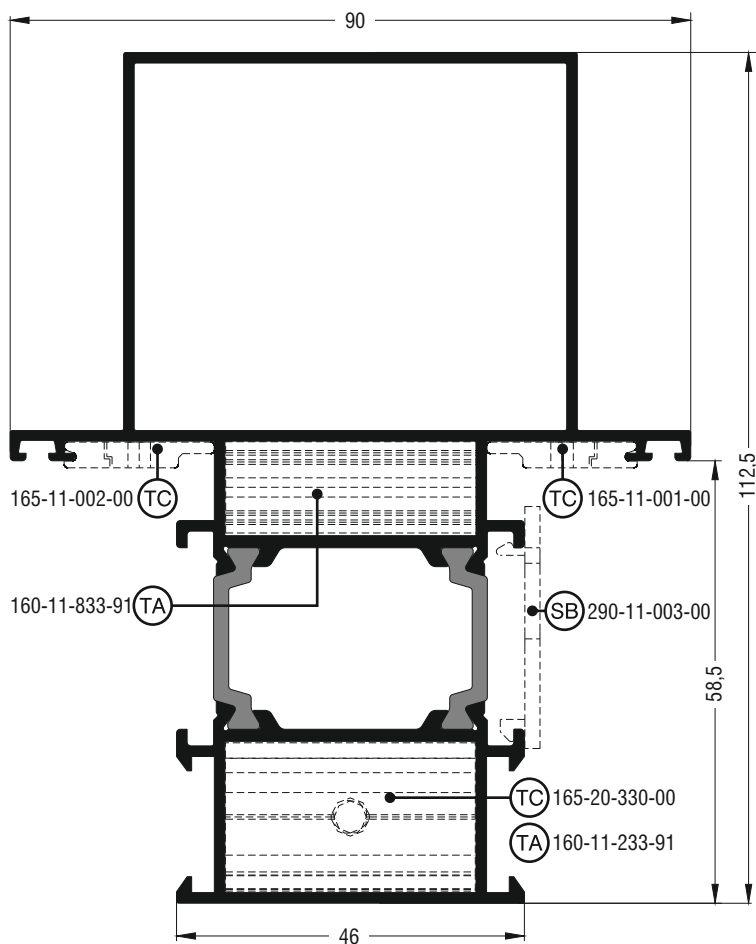 90
165-11-002-00 TC
TC 165-11-001-00
112,5
160-11-833-91 TA
SB 290-11-003-00
58,5
TC 165-20-330-00
TA 160-11-233-91
46